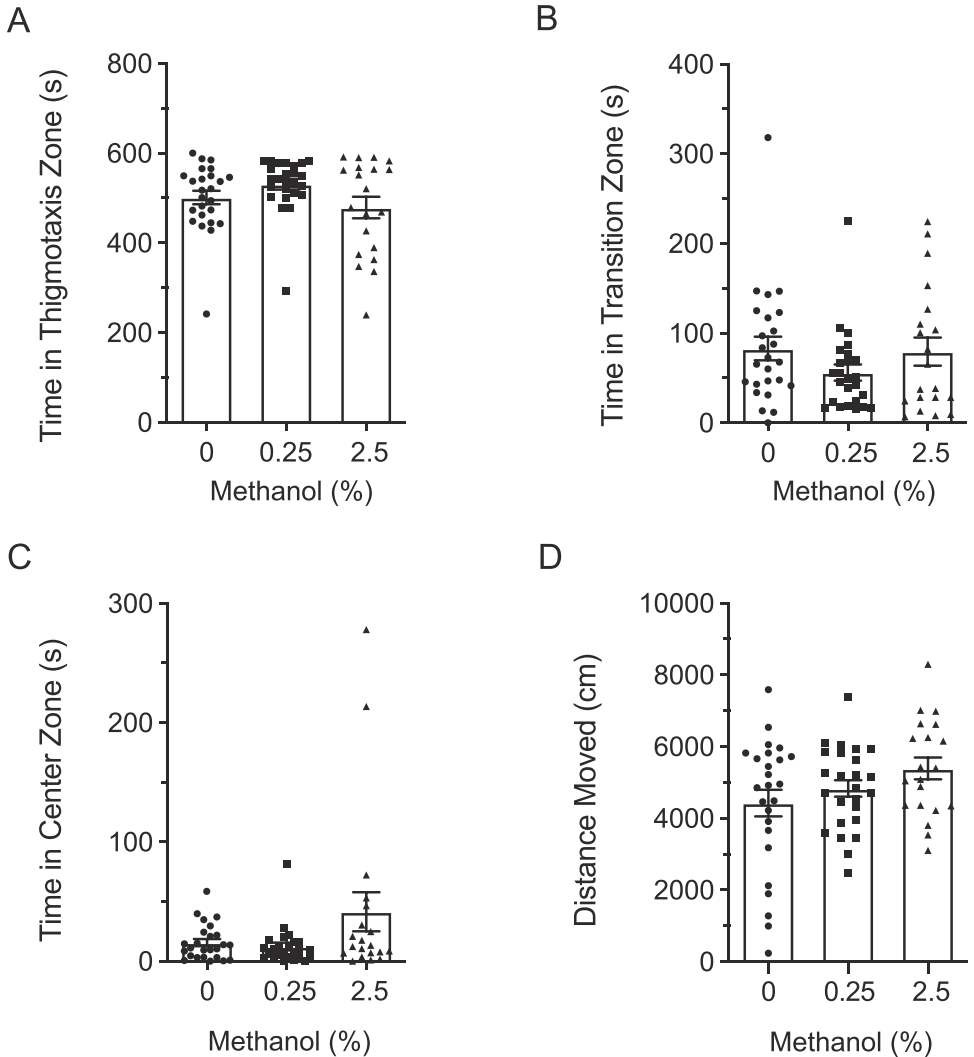 A
Time in Thigmotaxis Zone (s)
800
600
400
200
0
0 0.25 2.5
Methanol (%)
B
Time in Transition Zone (s)
400
300
200
100
0
0 0.25 2.5
Methanol (%)
C
Time in Center Zone (s)
300
200
100
0
0 0.25 2.5
Methanol (%)
D
Distance Moved (cm)
10000
8000
6000
4000
2000
0
0 0.25 2.5
Methanol (%)